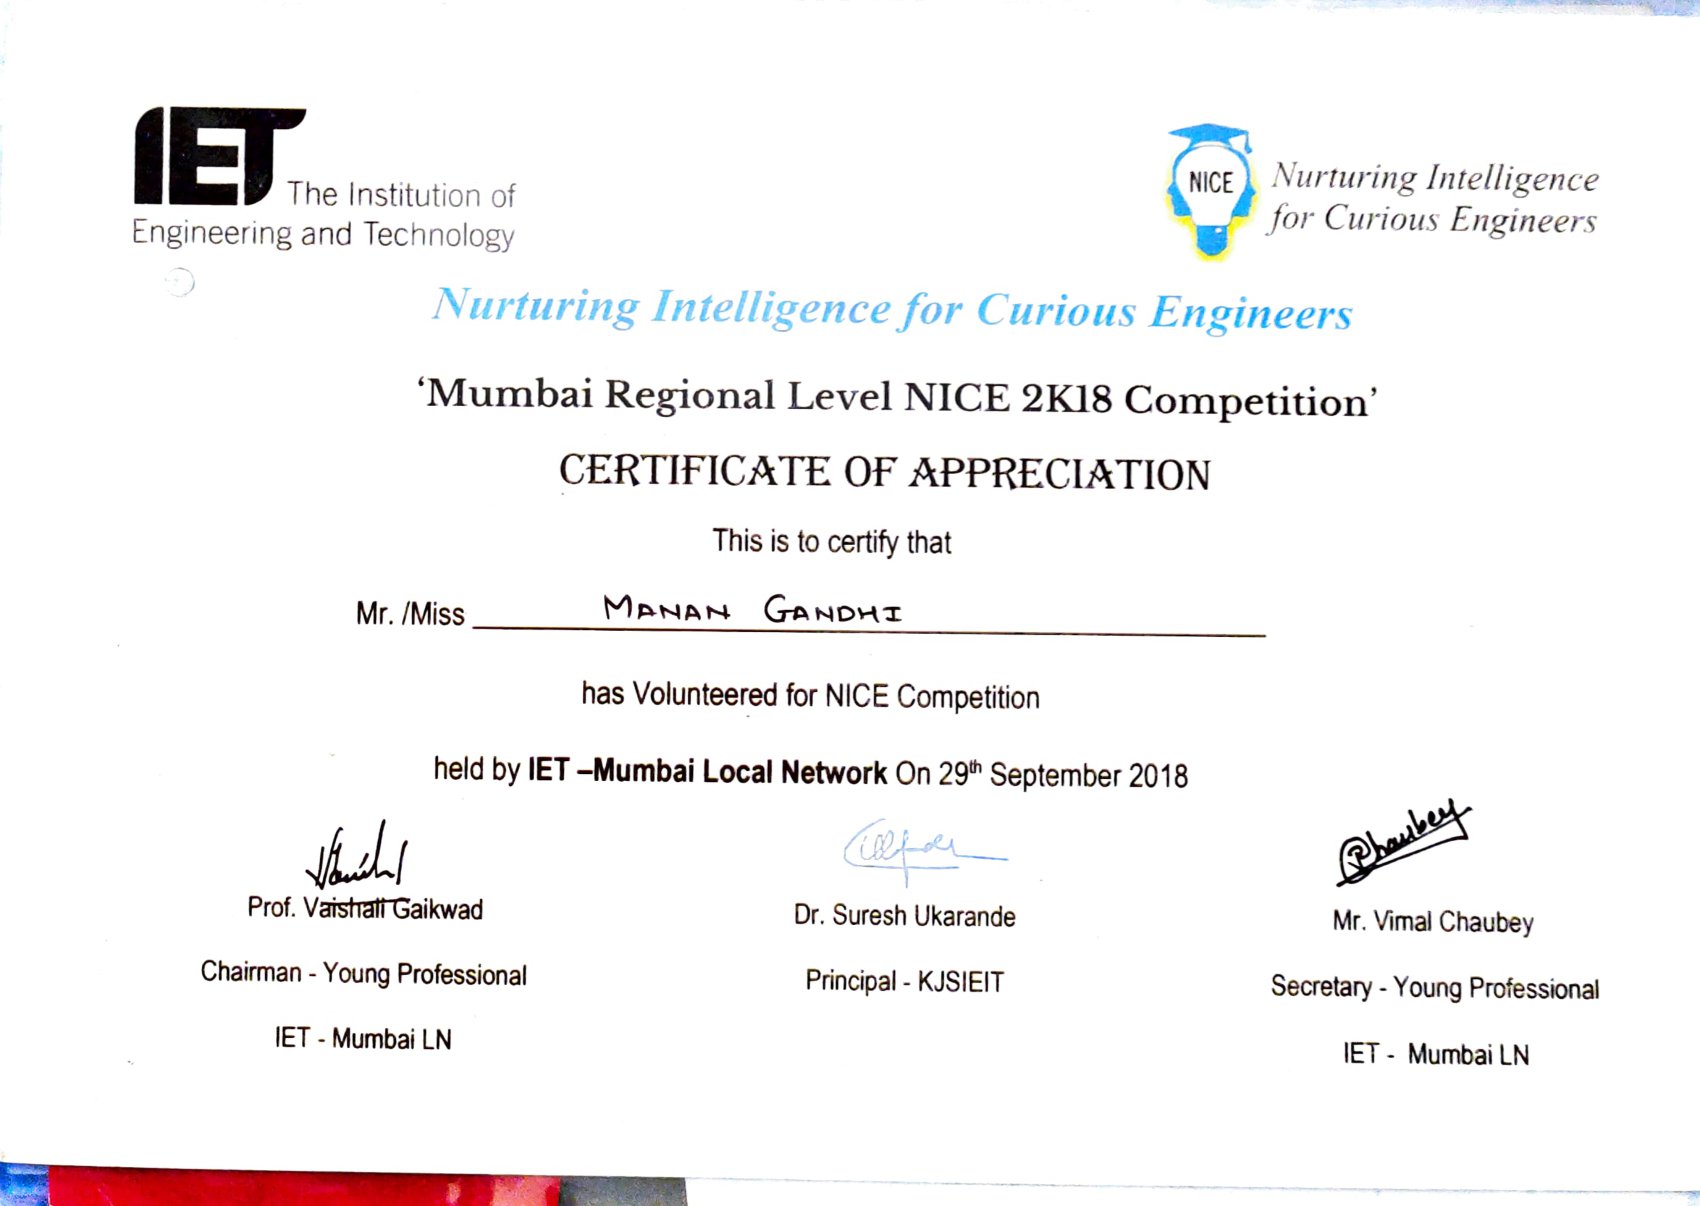 IET The Institution of
Engineering and Technology
NICE
Nurturing Intelligence
for Curious Engineers
Nurturing Intelligence for Curious Engineers
‘Mumbai Regional Level NICE 2K18 Competition’
CERTIFICATE OF APPRECIATION
This is to certify that
Mr. /Miss MANAN GANDHI
has Volunteered for NICE Competition
held by IET –Mumbai Local Network On 29th September 2018
Chaubey
Prof. Vaishali Gaikwad
Chairman - Young Professional
IET - Mumbai LN
Dr. Suresh Ukarande
Principal - KJSIEIT
Mr. Vimal Chaubey
Secretary - Young Professional
IET - Mumbai LN